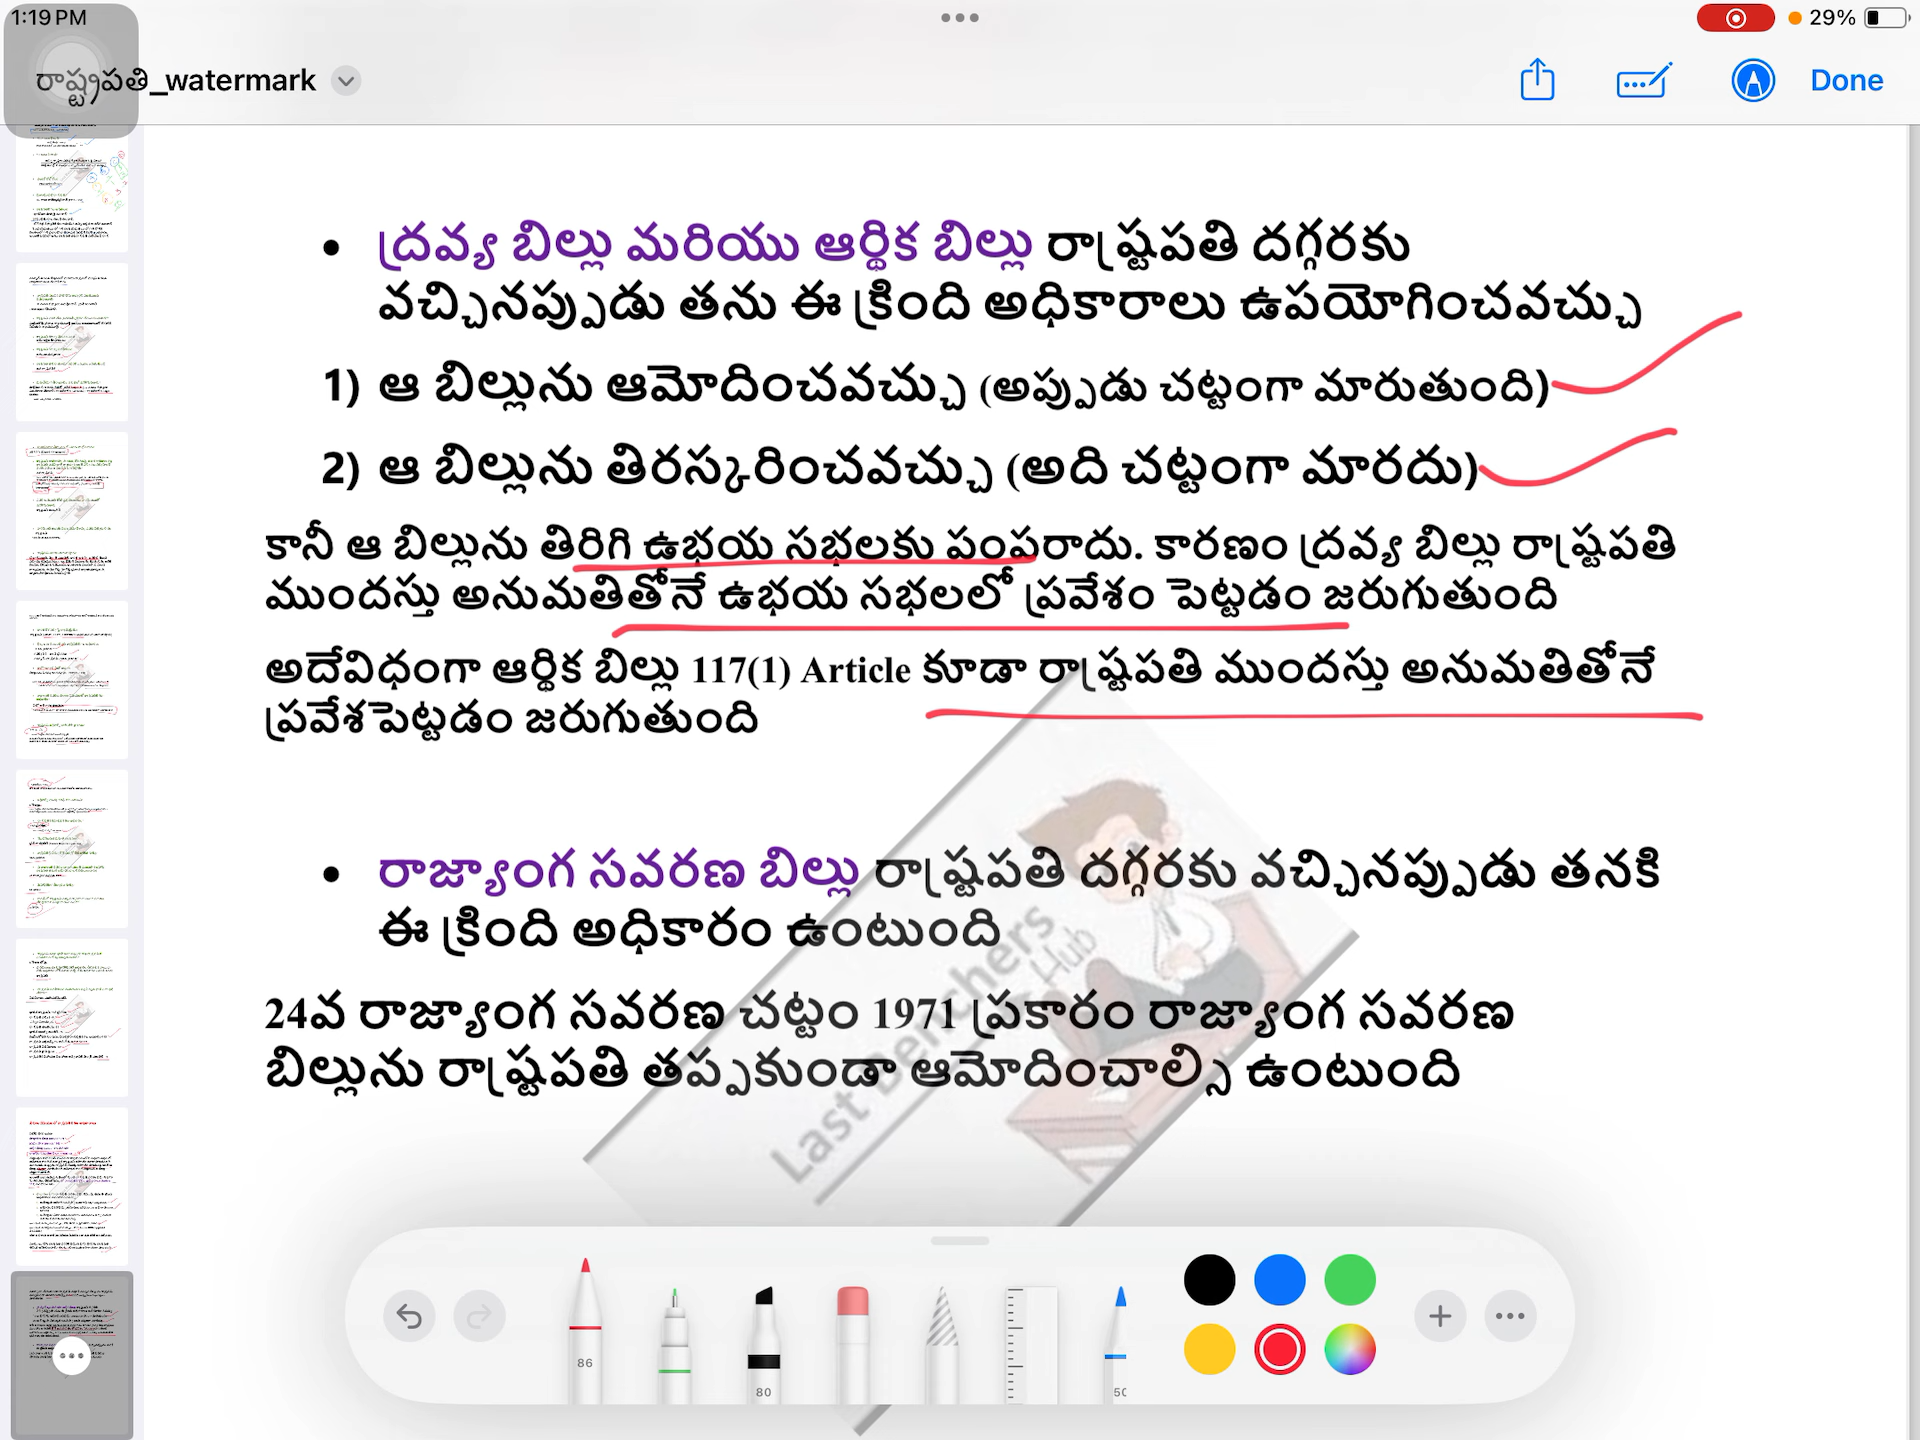 1:19 PM
29%
రాష్ట్రపతి_watermark
Done
• ద్రవ్య బిల్లు మరియు ఆర్థిక బిల్లు రాష్ట్రపతి దగ్గరకు
వచ్చినప్పుడు తను ఈ క్రింది అధికారాలు ఉపయోగించవచ్చు
1) ఆ బిల్లును ఆమోదించవచ్చు (అప్పుడు చట్టంగా మారుతుంది)
2) ఆ బిల్లును తిరస్కరించవచ్చు (అది చట్టంగా మారదు)
కానీ ఆ బిల్లును తిరిగి ఉభయ సభలకు పంపరాదు. కారణం ద్రవ్య బిల్లు రాష్ట్రపతి
ముందస్తు అనుమతితోనే ఉభయ సభలలో ప్రవేశం పెట్టడం జరుగుతుంది
అదేవిధంగా ఆర్థిక బిల్లు 117(1) Article కూడా రాష్ట్రపతి ముందస్తు అనుమతితోనే
ప్రవేశపెట్టడం జరుగుతుంది
• రాజ్యాంగ సవరణ బిల్లు రాష్ట్రపతి దగ్గరకు వచ్చినప్పుడు తనకి
ఈ క్రింది అధికారం ఉంటుంది
24వ రాజ్యాంగ సవరణ చట్టం 1971 ప్రకారం రాజ్యాంగ సవరణ
బిల్లును రాష్ట్రపతి తప్పకుండా ఆమోదించాల్సి ఉంటుంది
Last Benchers
Hub
86
80
50